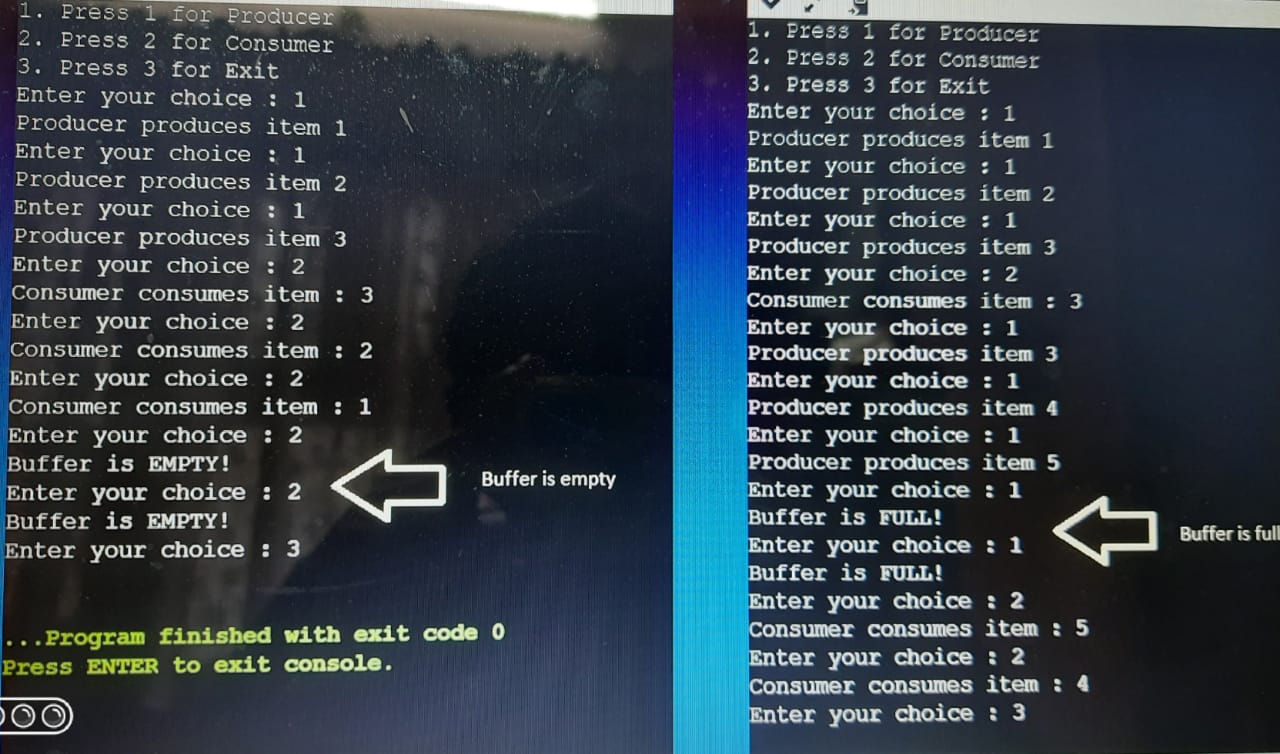 1. Press 1 for Producer
2. Press 2 for Consumer
3. Press 3 for Exit
Enter your choice : 1
Producer produces item 1
Enter your choice : 1
Producer produces item 2
Enter your choice : 1
Producer produces item 3
Enter your choice : 2
Consumer consumes item : 3
Enter your choice : 2
Consumer consumes item : 2
Enter your choice : 2
Consumer consumes item : 1
Enter your choice : 2
Buffer is EMPTY!
Enter your choice : 2
Buffer is EMPTY!
Enter your choice : 3
Buffer is empty
...Program finished with exit code 0
Press ENTER to exit console.
1. Press 1 for Producer
2. Press 2 for Consumer
3. Press 3 for Exit
Enter your choice : 1
Producer produces item 1
Enter your choice : 1
Producer produces item 2
Enter your choice : 1
Producer produces item 3
Enter your choice : 2
Consumer consumes item : 3
Enter your choice : 1
Producer produces item 3
Enter your choice : 1
Producer produces item 4
Enter your choice : 1
Producer produces item 5
Enter your choice : 1
Buffer is FULL!
Enter your choice : 1
Buffer is FULL!
Enter your choice : 2
Consumer consumes item : 5
Enter your choice : 2
Consumer consumes item : 4
Enter your choice : 3
Buffer is full